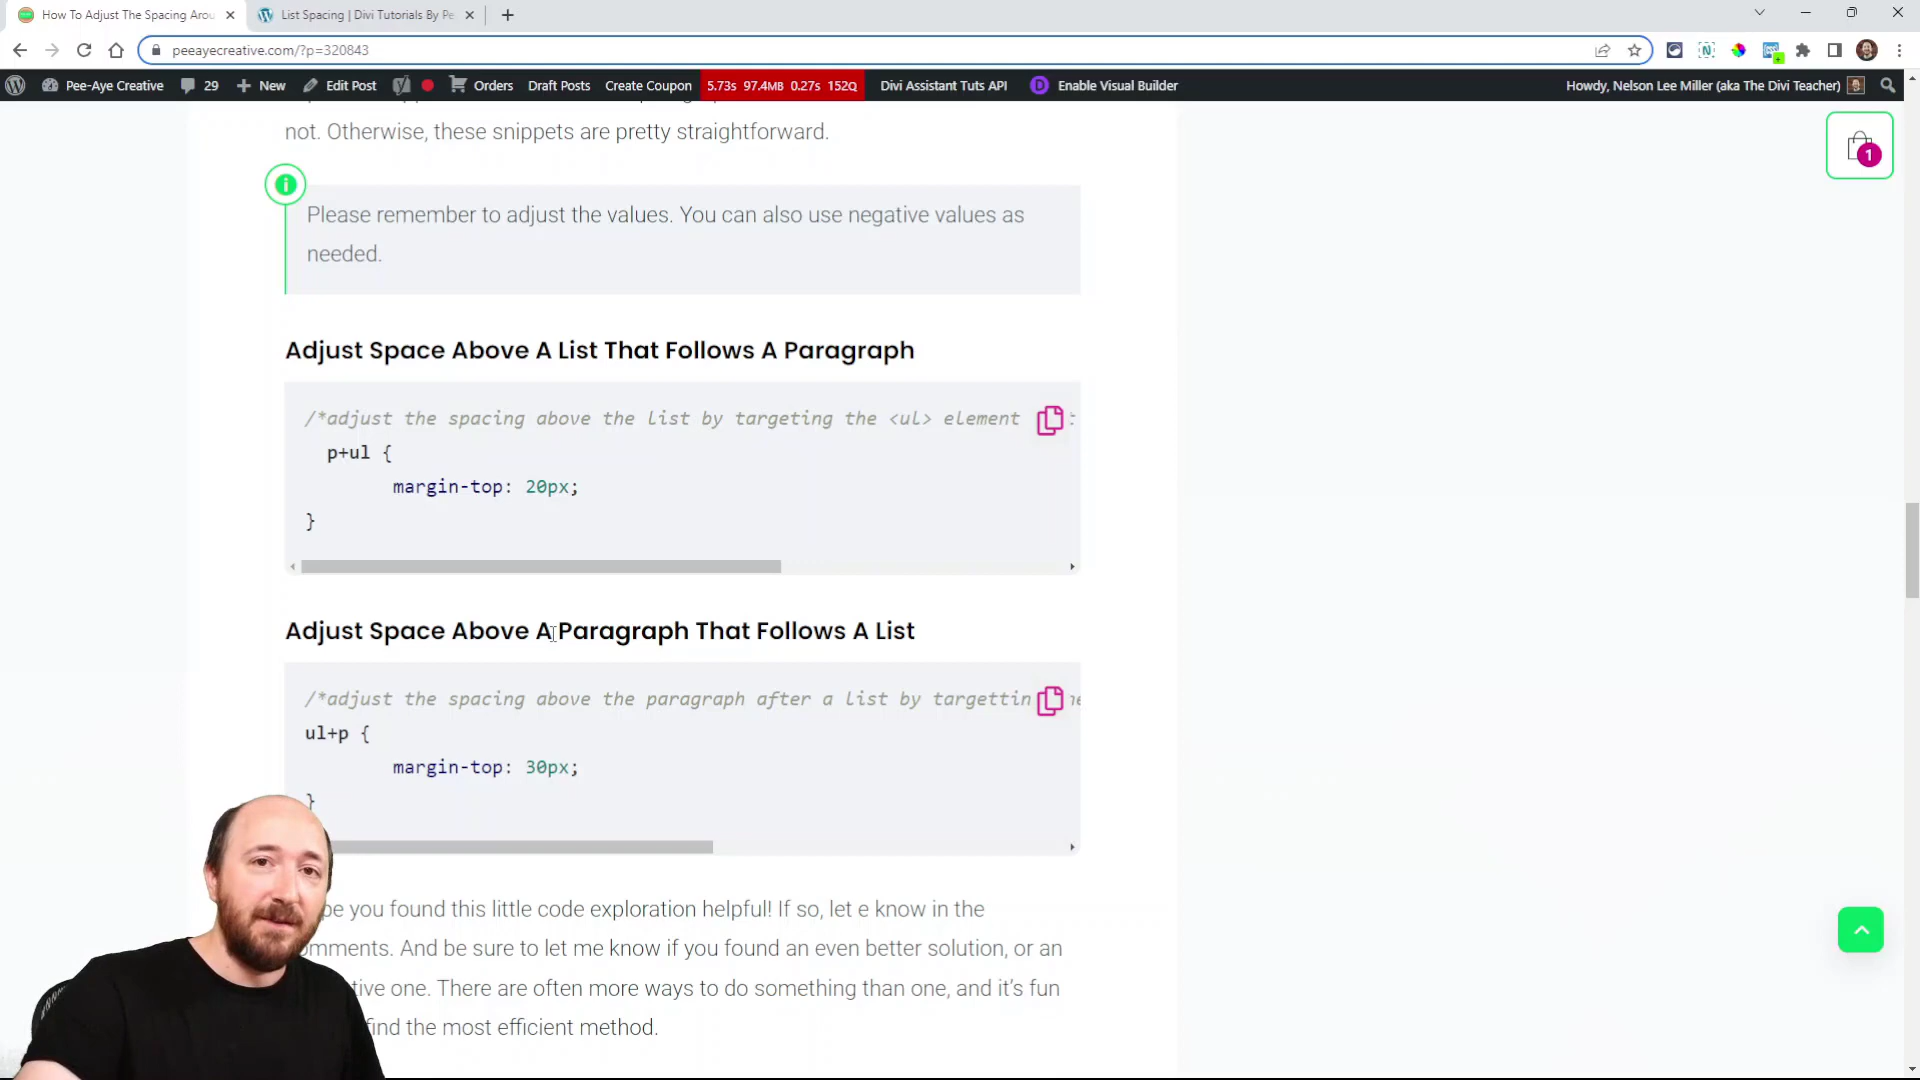 How To Adjust The Spacing Arou
List Spacing | Divi Tutorials By Pe
peeayecreative.com/?p=320843
Pee-Aye Creative 29 New Edit Post Orders Draft Posts Create Coupon 5.73s 97.4MB 0.27s 152Q Divi Assistant Tuts API Enable Visual Builder Howdy, Nelson Lee Miller (aka The Divi Teacher)
not. Otherwise, these snippets are pretty straightforward.
1
Please remember to adjust the values. You can also use negative values as
needed.
Adjust Space Above A List That Follows A Paragraph
/*adjust the spacing above the list by targeting the <ul> element
p+ul {
margin-top: 20px;
}
Adjust Space Above A Paragraph That Follows A List
/*adjust the spacing above the paragraph after a list by targettin
ul+p {
margin-top: 30px;
}
pe you found this little code exploration helpful! If so, let e know in the
mments. And be sure to let me know if you found an even better solution, or an
tive one. There are often more ways to do something than one, and it's fun
find the most efficient method.